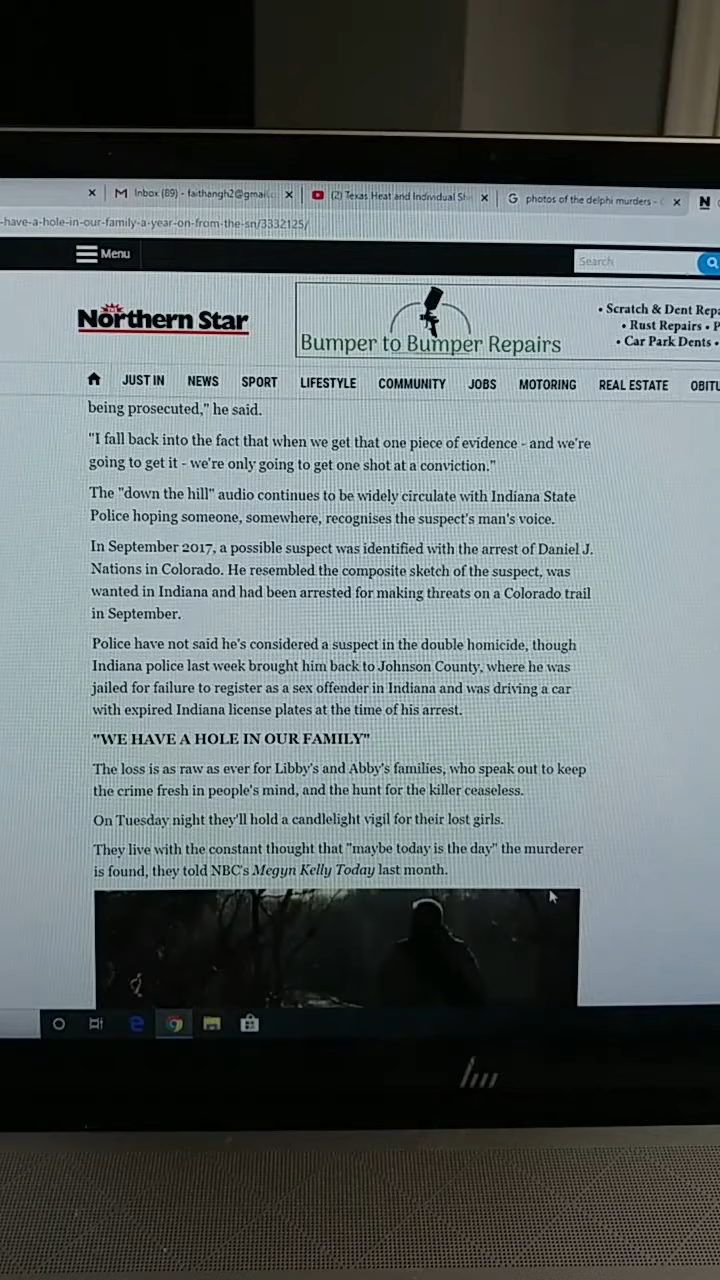 Inbox (89) - faithangh2@gmail.c
(2) Texas Heat and Individual Sh
photos of the delphi murders -
-have-a-hole-in-our-family-a-year-on-from-the-sn/3332125/
Menu
Search
THE
Northern Star
Bumper to Bumper Repairs
• Scratch & Dent Repa
• Rust Repairs • P
• Car Park Dents •
JUST IN NEWS SPORT LIFESTYLE COMMUNITY JOBS MOTORING REAL ESTATE OBITU
being prosecuted," he said.
"I fall back into the fact that when we get that one piece of evidence - and we're
going to get it - we're only going to get one shot at a conviction."
The "down the hill" audio continues to be widely circulate with Indiana State
Police hoping someone, somewhere, recognises the suspect's man's voice.
In September 2017, a possible suspect was identified with the arrest of Daniel J.
Nations in Colorado. He resembled the composite sketch of the suspect, was
wanted in Indiana and had been arrested for making threats on a Colorado trail
in September.
Police have not said he's considered a suspect in the double homicide, though
Indiana police last week brought him back to Johnson County, where he was
jailed for failure to register as a sex offender in Indiana and was driving a car
with expired Indiana license plates at the time of his arrest.
"WE HAVE A HOLE IN OUR FAMILY"
The loss is as raw as ever for Libby's and Abby's families, who speak out to keep
the crime fresh in people's mind, and the hunt for the killer ceaseless.
On Tuesday night they'll hold a candlelight vigil for their lost girls.
They live with the constant thought that "maybe today is the day" the murderer
is found, they told NBC's Megyn Kelly Today last month.
hp